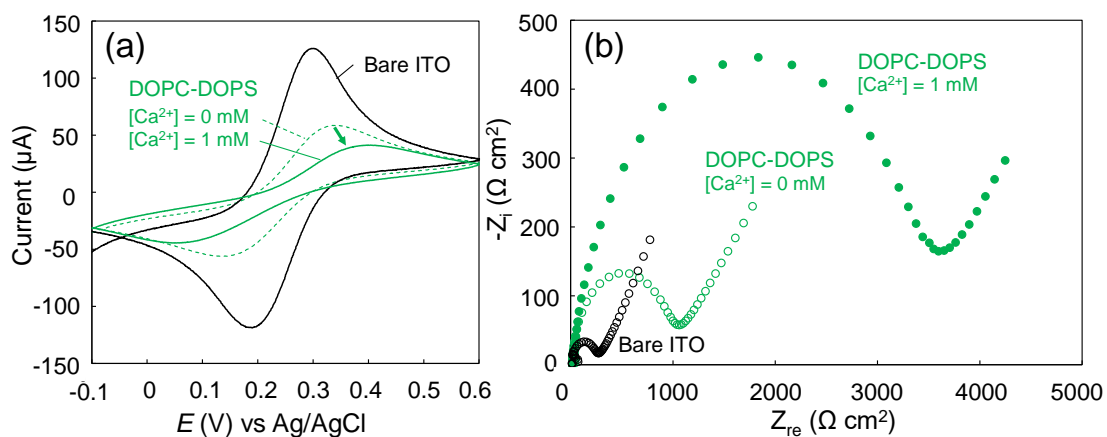 (a)
150
100
50
0
-50
-100
-150
Current (µA)
Bare ITO
DOPC-DOPS
[Ca²⁺] = 0 mM
[Ca²⁺] = 1 mM
-0.1
0
0.2
0.3
0.4
0.5
0.6
E (V) vs Ag/AgCl
(b)
500
400
300
200
100
0
-Zᵢ (Ω cm²)
DOPC-DOPS
[Ca²⁺] = 1 mM
DOPC-DOPS
[Ca²⁺] = 0 mM
Bare ITO
0
1000
2000
3000
4000
5000
Z_re (Ω cm²)